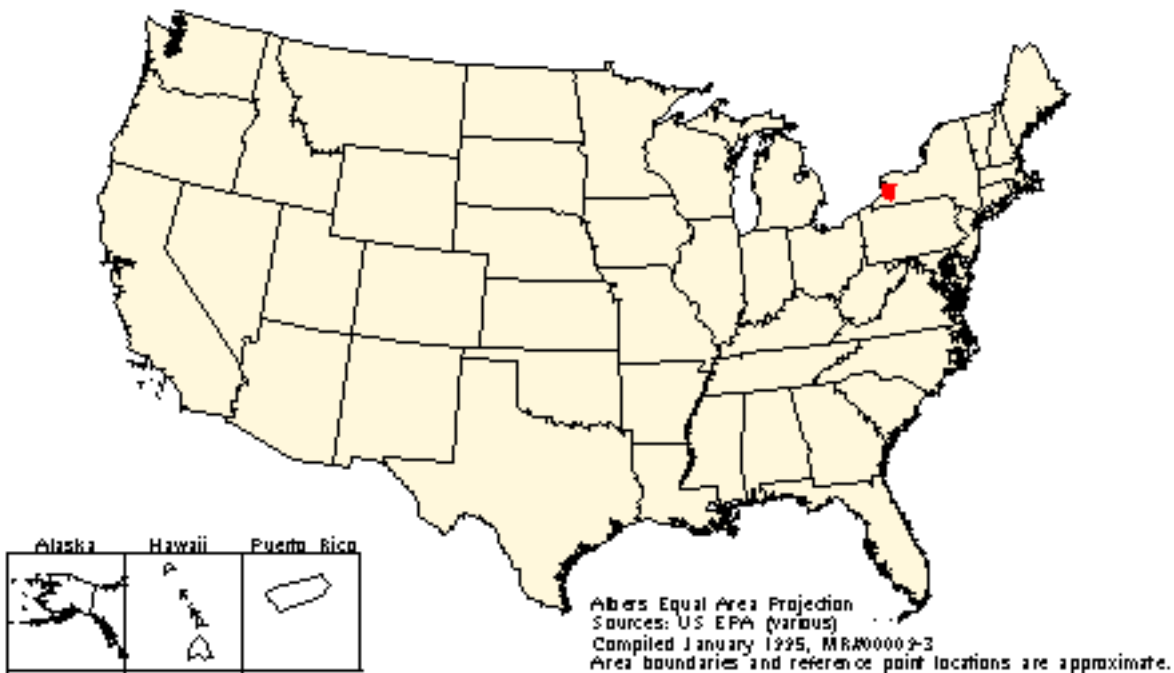 Alaska
Hawaii
Puerto Rico
Albers Equal Area Projection
Sources: US EPA (various)
Compiled January 1995, MR#00009-3
Area boundaries and reference point locations are approximate.